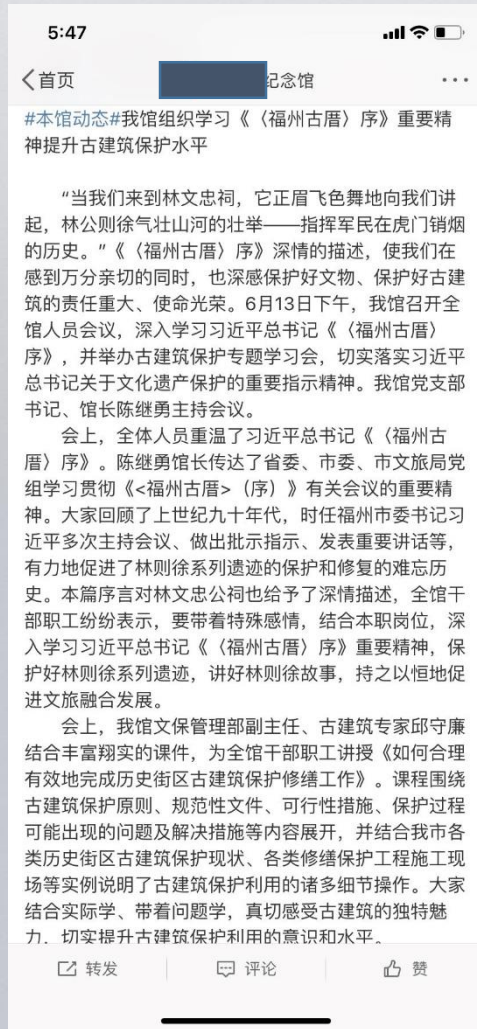 5:47
首页
纪念馆
#本馆动态#我馆组织学习《〈福州古厝〉序》重要精
神提升古建筑保护水平
“当我们来到林文忠祠，它正眉飞色舞地向我们讲
起，林公则徐气壮山河的壮举——指挥军民在虎门销烟
的历史。”《〈福州古厝〉序》深情的描述，使我们在
感到万分亲切的同时，也深感保护好文物、保护好古建
筑的责任重大、使命光荣。6月13日下午，我馆召开全
馆人员会议，深入学习习近平总书记《〈福州古厝〉
序》，并举办古建筑保护专题学习会，切实落实习近平
总书记关于文化遗产保护的重要指示精神。我馆党支部
书记、馆长陈继勇主持会议。
会上，全体人员重温了习近平总书记《〈福州古
厝〉序》。陈继勇馆长传达了省委、市委、市文旅局党
组学习贯彻《<福州古厝>（序）》有关会议的重要精
神。大家回顾了上世纪九十年代，时任福州市委书记习
近平多次主持会议、做出批示指示、发表重要讲话等，
有力地促进了林则徐系列遗迹的保护和修复的难忘历
史。本篇序言对林文忠公祠也给予了深情描述，全馆干
部职工纷纷表示，要带着特殊感情，结合本职岗位，深
入学习习近平总书记《〈福州古厝〉序》重要精神，保
护好林则徐系列遗迹，讲好林则徐故事，持之以恒地促
进文旅融合发展。
会上，我馆文保管理部副主任、古建筑专家邱守廉
结合丰富翔实的课件，为全馆干部职工讲授《如何合理
有效地完成历史街区古建筑保护修缮工作》。课程围绕
古建筑保护原则、规范性文件、可行性措施、保护过程
可能出现的问题及解决措施等内容展开，并结合我市各
类历史街区古建筑保护现状、各类修缮保护工程施工现
场等实例说明了古建筑保护利用的诸多细节操作。大家
结合实际学、带着问题学，真切感受古建筑的独特魅
力，切实提升古建筑保护利用的意识和水平。
转发
评论
赞